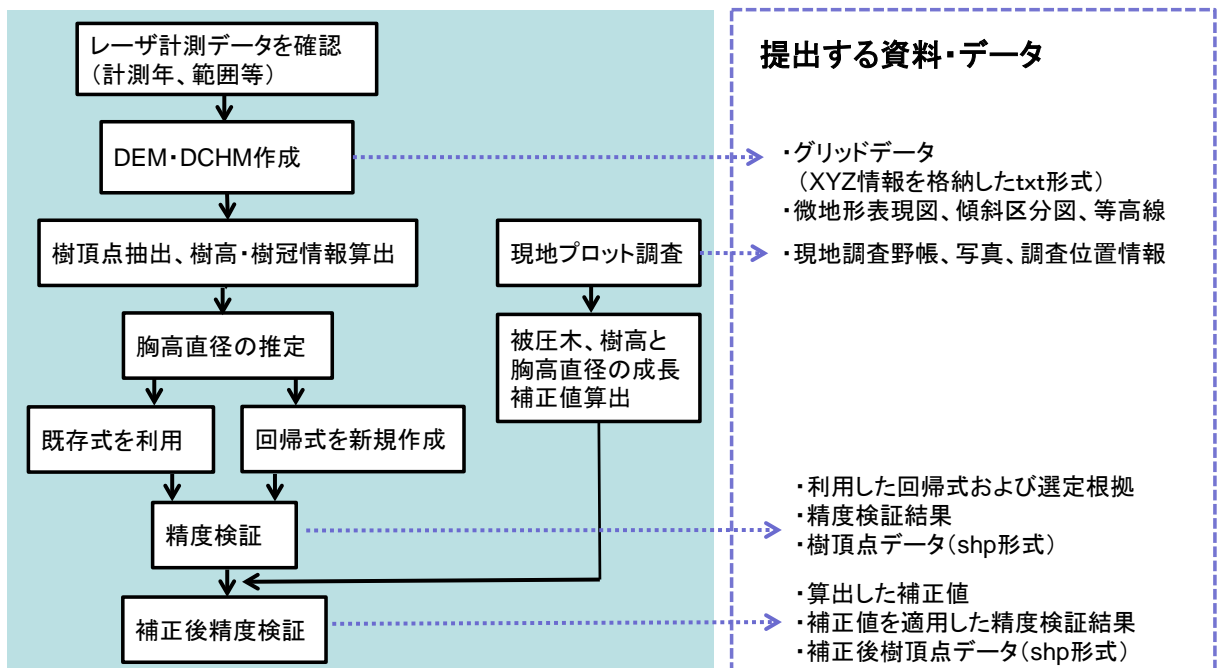 レーザ計測データを確認
（計測年、範囲等）
DEM・DCHM作成
樹頂点抽出、樹高・樹冠情報算出
胸高直径の推定
既存式を利用
回帰式を新規作成
精度検証
補正後精度検証
現地プロット調査
被圧木、樹高と
胸高直径の成長
補正値算出
提出する資料・データ
・グリッドデータ
（XYZ情報を格納したtxt形式）
・微地形表現図、傾斜区分図、等高線
・現地調査野帳、写真、調査位置情報
・利用した回帰式および選定根拠
・精度検証結果
・樹頂点データ（shp形式）
・算出した補正値
・補正値を適用した精度検証結果
・補正後樹頂点データ（shp形式）